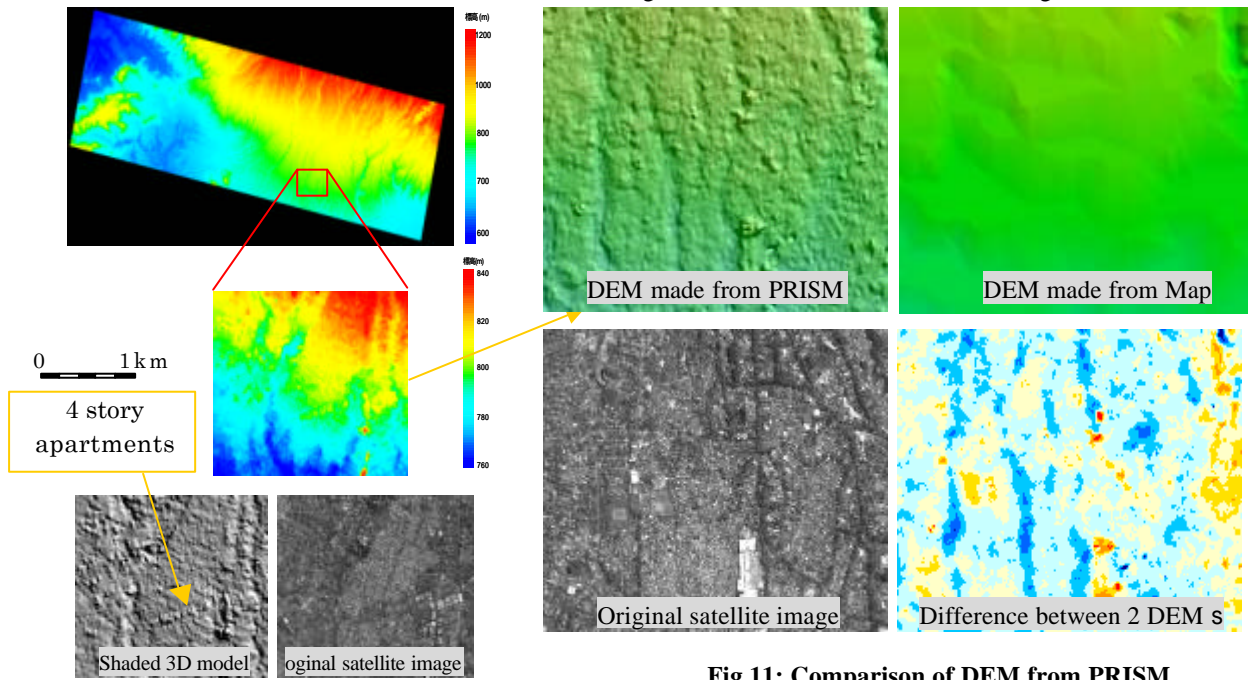 標高(m)
1200
1000
800
700
600
標高(m)
840
820
800
780
760
0 1km
4 story
apartments
Shaded 3D model
oginal satellite image
DEM made from PRISM
DEM made from Map
Original satellite image
Difference between 2 DEM s
Fig 11: Comparison of DEM from PRISM